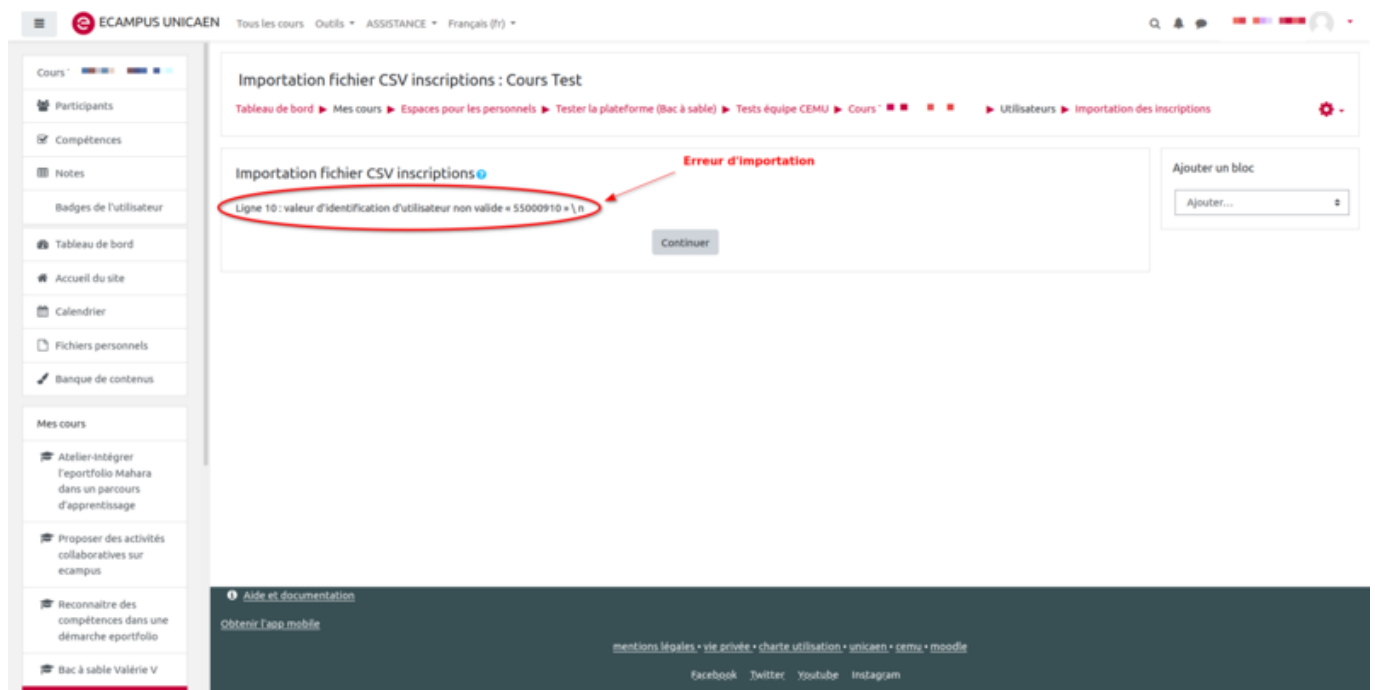 ECAMPUS UNICAEN Tous les cours Outils ASSISTANCE Français (fr)
Cours
Participants
Compétences
Notes
Badges de l'utilisateur
Tableau de bord
Accueil du site
Calendrier
Fichiers personnels
Banque de contenus
Mes cours
Atelier-Intégrer
l'eportfolio Mahara
dans un parcours
d'apprentissage
Proposer des activités
collaboratives sur
ecampus
Reconnaitre des
compétences dans une
démarche eportfolio
Bac à sable Valérie V
Importation fichier CSV inscriptions : Cours Test
Tableau de bord ▶ Mes cours ▶ Espaces pour les personnels ▶ Tester la plateforme (Bac à sable) ▶ Tests équipe CEMU ▶ Cours ▶ Utilisateurs ▶ Importation des inscriptions
Importation fichier CSV inscriptions
Erreur d'importation
Ligne 10 : valeur d'identification d'utilisateur non valide « 55000910 » \ n
Continuer
Ajouter un bloc
Ajouter...
Aide et documentation
Obtenir l'app mobile
mentions légales • vie privée • charte utilisation • unicaen • cemu • moodle
Facebook Twitter Youtube Instagram